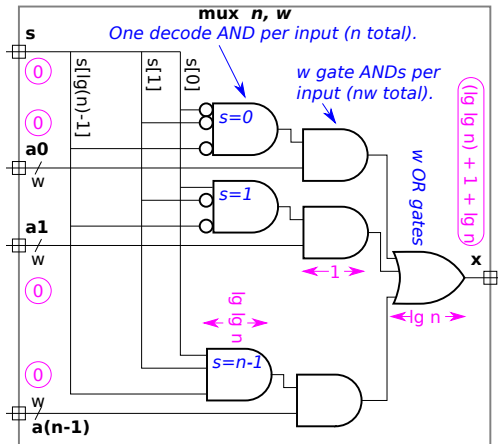 mux n, w
One decode AND per input (n total).
s
s[lg(n)-1]
s[1]
s[0]
w gate ANDs per
input (nw total).
0
0
s=0
a0
w
s=1
a1
w
w OR gates
(lg lg n) + 1 + lg n
x
1
0
lg lg n
lg n
0
s=n-1
w
a(n-1)